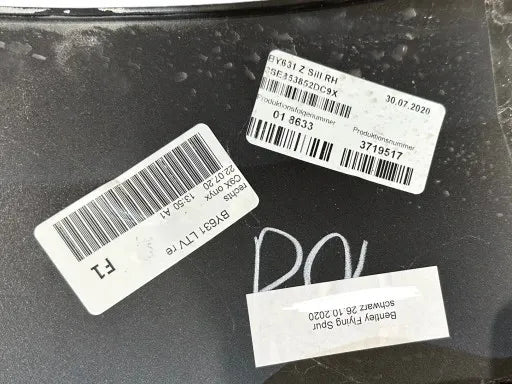 BY631 Z Sill RH
3SE853852DC9X
30.07.2020
Produktionsfolgenummer
01 8633
Produktionsnummer
3719517
rechts
C9X onyx
22.07.20 13:50 A1
BY631 LTV re
F1
Bentley Flying Spur
schwarz 26.10.2020